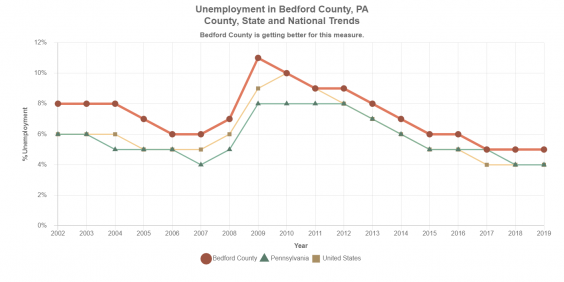 Unemployment in Bedford County, PA
County, State and National Trends
Bedford County is getting better for this measure.
12%
10%
8%
6%
4%
2%
0%
% Unemployment
2002 2003 2004 2005 2006 2007 2008 2009 2010 2011 2012 2013 2014 2015 2016 2017 2018 2019
Year
Bedford County Pennsylvania United States